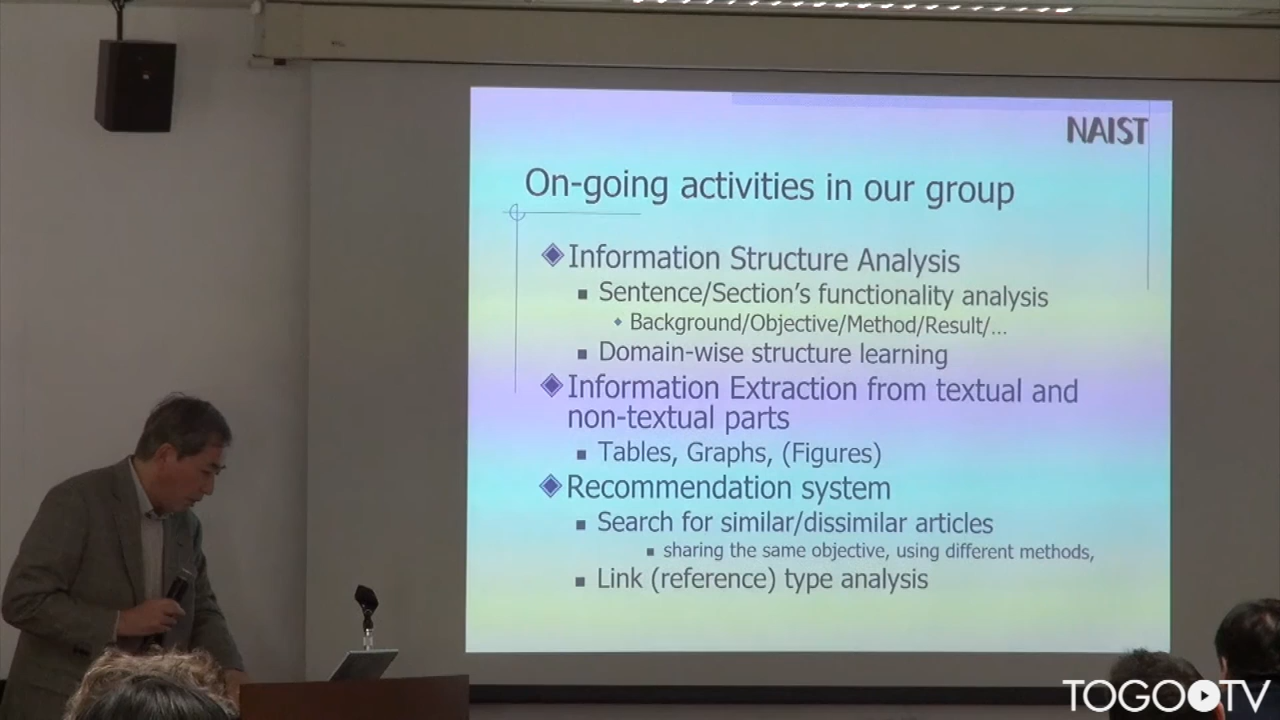 NAIST
On-going activities in our group
Information Structure Analysis
Sentence/Section's functionality analysis
Background/Objective/Method/Result/...
Domain-wise structure learning
Information Extraction from textual and
non-textual parts
Tables, Graphs, (Figures)
Recommendation system
Search for similar/dissimilar articles
sharing the same objective, using different methods,
Link (reference) type analysis
TOGO TV